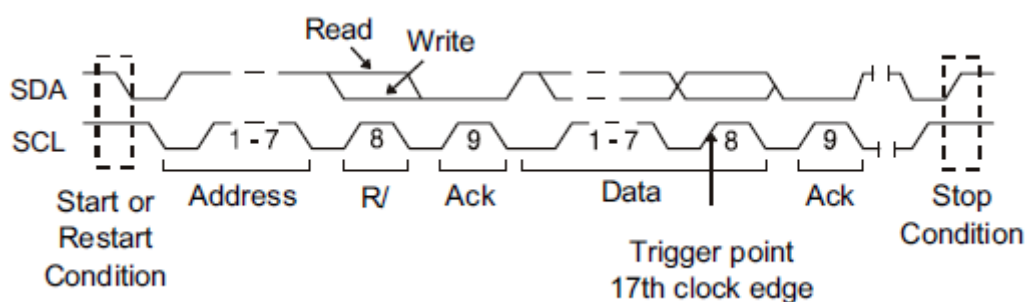 Read
Write
SDA
SCL
1 - 7
8
9
1 - 7
8
9
Address
R/
Ack
Data
Ack
Start or
Restart
Condition
Stop
Condition
Trigger point
17th clock edge